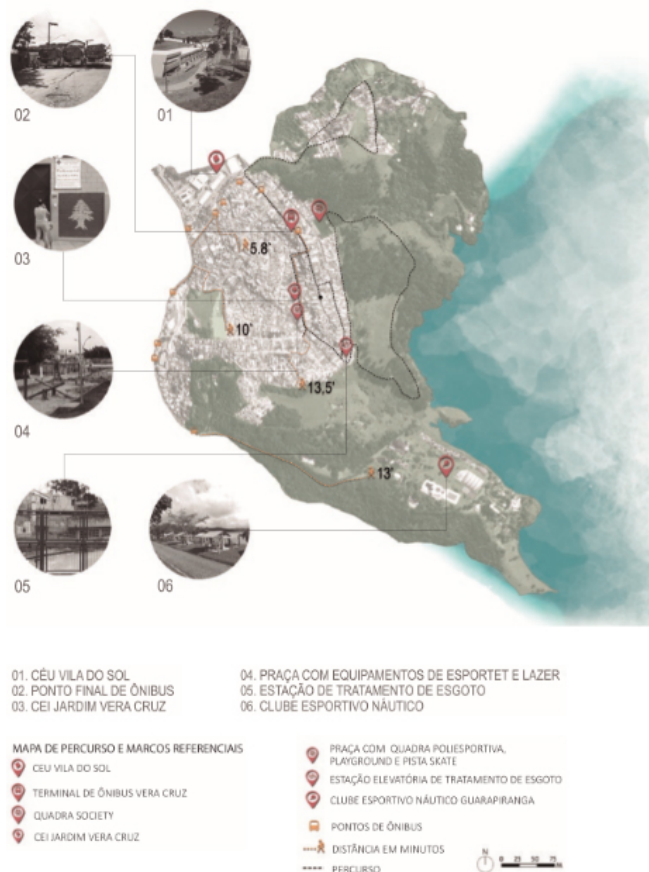 02
01
03
5.8'
10'
04
13,5'
13'
05
06
01. CÉU VILA DO SOL
02. PONTO FINAL DE ÔNIBUS
03. CEI JARDIM VERA CRUZ
04. PRAÇA COM EQUIPAMENTOS DE ESPORTET E LAZER
05. ESTAÇÃO DE TRATAMENTO DE ESGOTO
06. CLUBE ESPORTIVO NÁUTICO
MAPA DE PERCURSO E MARCOS REFERENCIAIS
CEU VILA DO SOL
TERMINAL DE ÔNIBUS VERA CRUZ
QUADRA SOCIETY
CEI JARDIM VERA CRUZ
PRAÇA COM QUADRA POLIESPORTIVA,
PLAYGROUND E PISTA SKATE
ESTAÇÃO ELEVATÓRIA DE TRATAMENTO DE ESGOTO
CLUBE ESPORTIVO NÁUTICO GUARAPIRANGA
PONTOS DE ÔNIBUS
DISTÂNCIA EM MINUTOS
PERCURSO
N
0 25 50 75